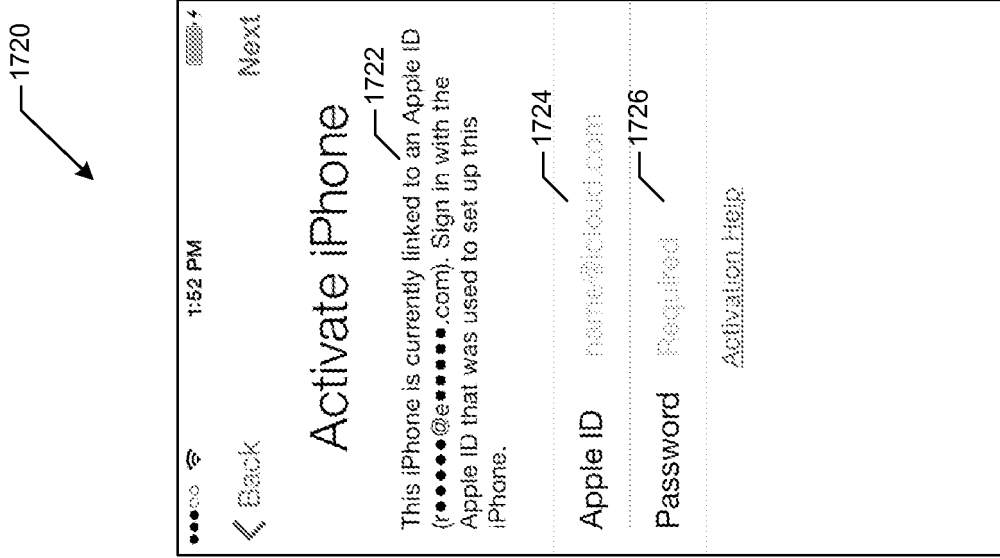 1720
1:52 PM
Back
Next
Activate iPhone
1722
This iPhone is currently linked to an Apple ID
(r●●●●●@e●●●●●●.com). Sign in with the
Apple ID that was used to set up this
iPhone.
1724
Apple ID name@icloud.com
1726
Password Required
Activation Help